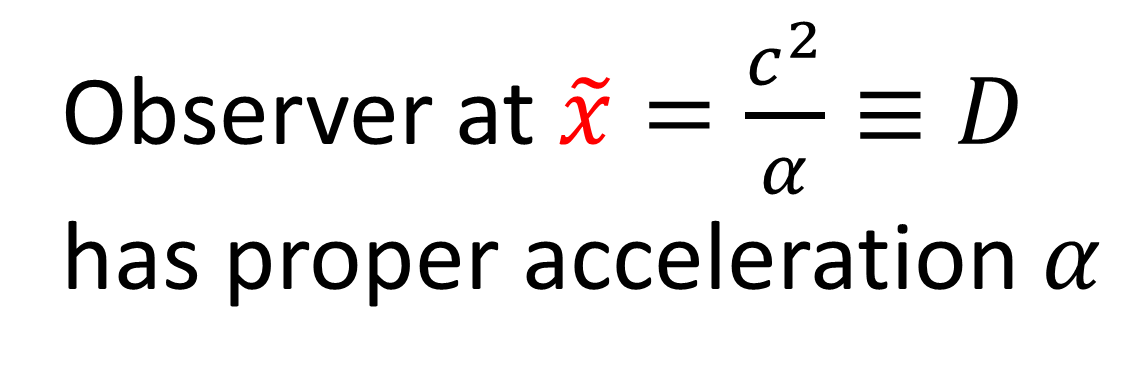 Observer at x̃ = c²/α ≡ D
has proper acceleration α